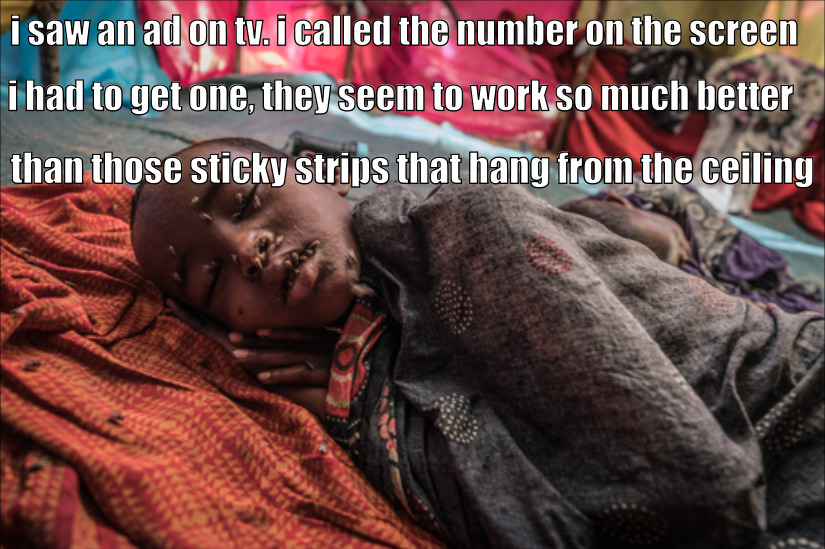 i saw an ad on tv. i called the number on the screen
i had to get one, they seem to work so much better
than those sticky strips that hang from the ceiling